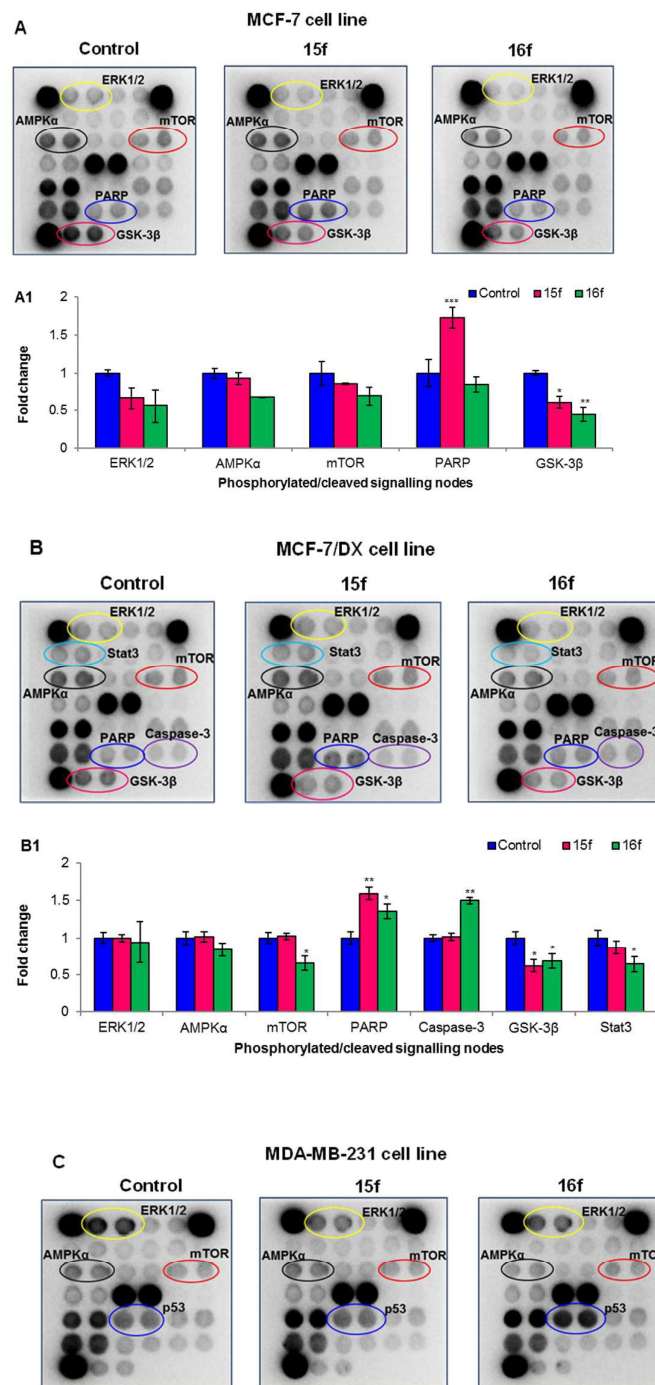 A
MCF-7 cell line
Control 15f 16f
ERK1/2 ERK1/2 ERK1/2
AMPKα mTOR AMPKα mTOR AMPKα mTOR
PARP PARP PARP
GSK-3β GSK-3β GSK-3β
A1
Control 15f 16f
2
1.5
1
0.5
0
Fold change
***
* **
ERK1/2 AMPKα mTOR PARP GSK-3β
Phosphorylated/cleaved signalling nodes
B
MCF-7/DX cell line
Control 15f 16f
ERK1/2 ERK1/2 ERK1/2
Stat3 Stat3 Stat3
mTOR mTOR mTOR
AMPKα AMPKα AMPKα
PARP Caspase-3 PARP Caspase-3 PARP Caspase-3
GSK-3β GSK-3β GSK-3β
B1
Control 15f 16f
2
1.5
1
0.5
0
Fold change
* ** * ** * * *
ERK1/2 AMPKα mTOR PARP Caspase-3 GSK-3β Stat3
Phosphorylated/cleaved signalling nodes
C
MDA-MB-231 cell line
Control 15f 16f
ERK1/2 ERK1/2 ERK1/2
AMPKα mTOR AMPKα mTOR AMPKα mTOR
p53 p53 p53